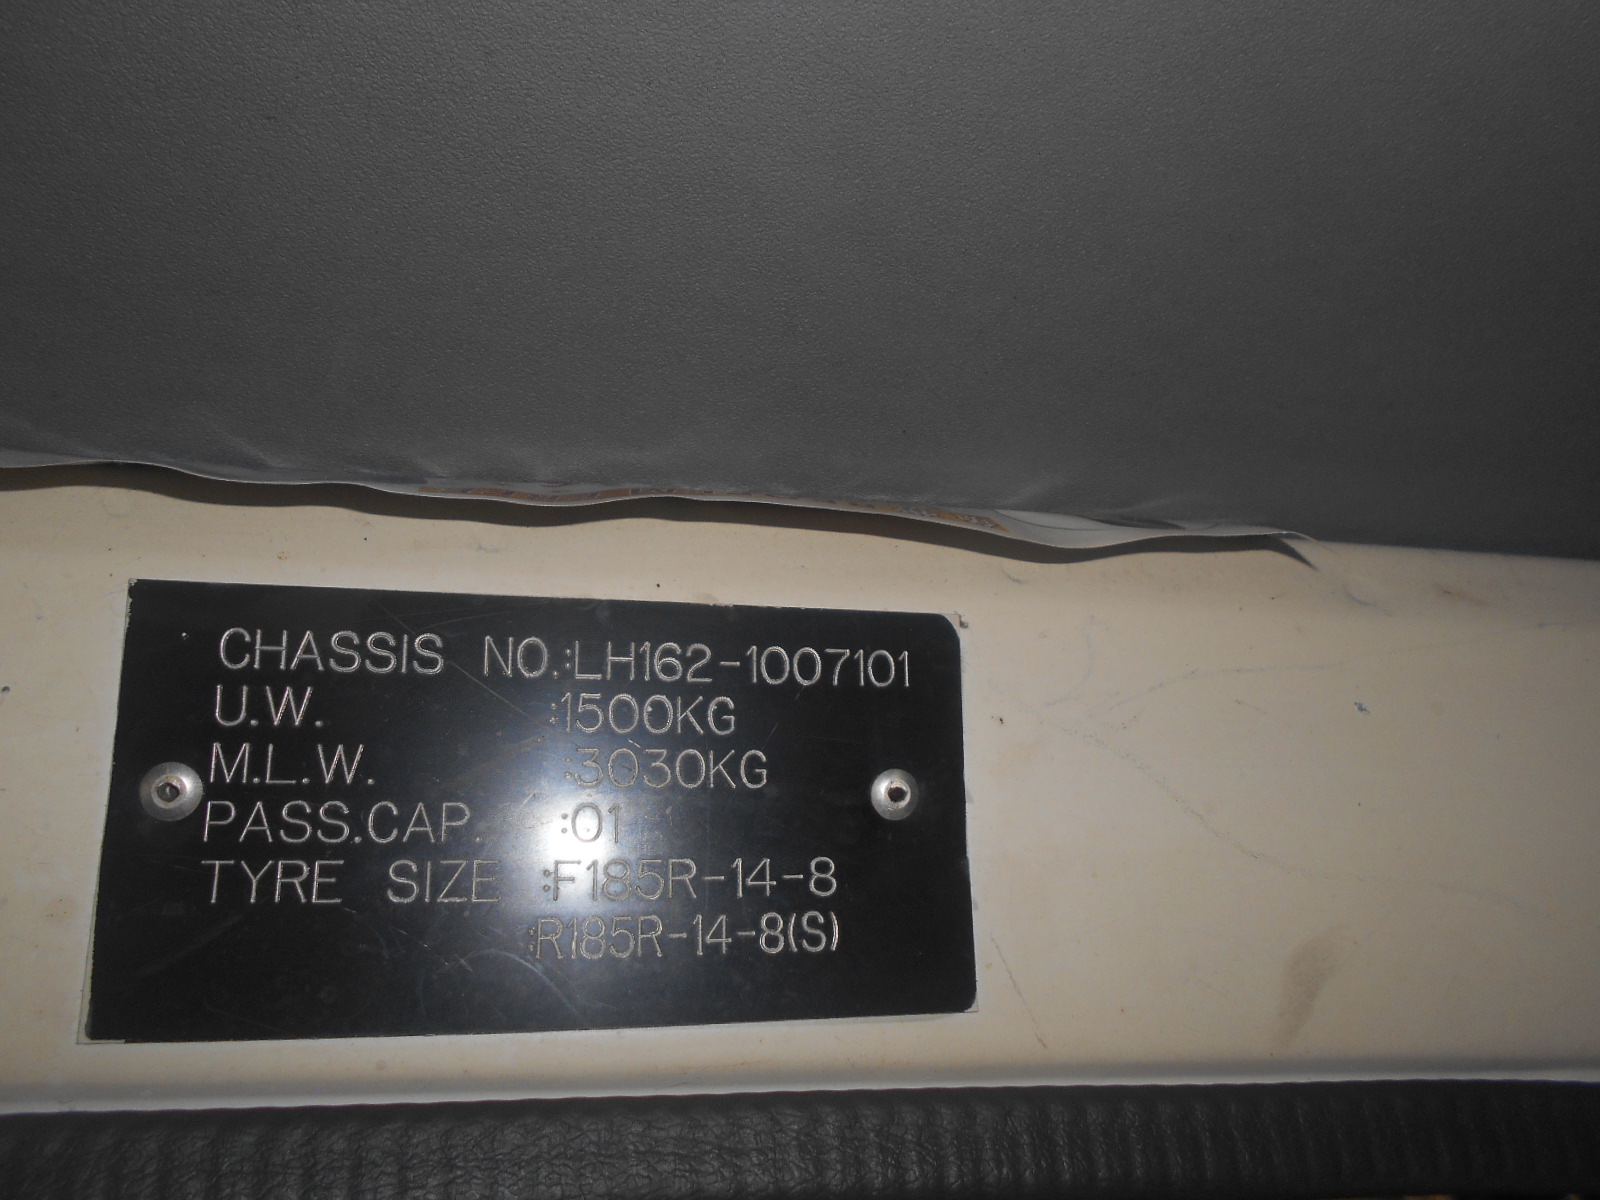 CHASSIS NO.:LH162-1007101
U.W. :1500KG
M.L.W. :3030KG
PASS.CAP. :01
TYRE SIZE :F185R-14-8
:R185R-14-8(S)